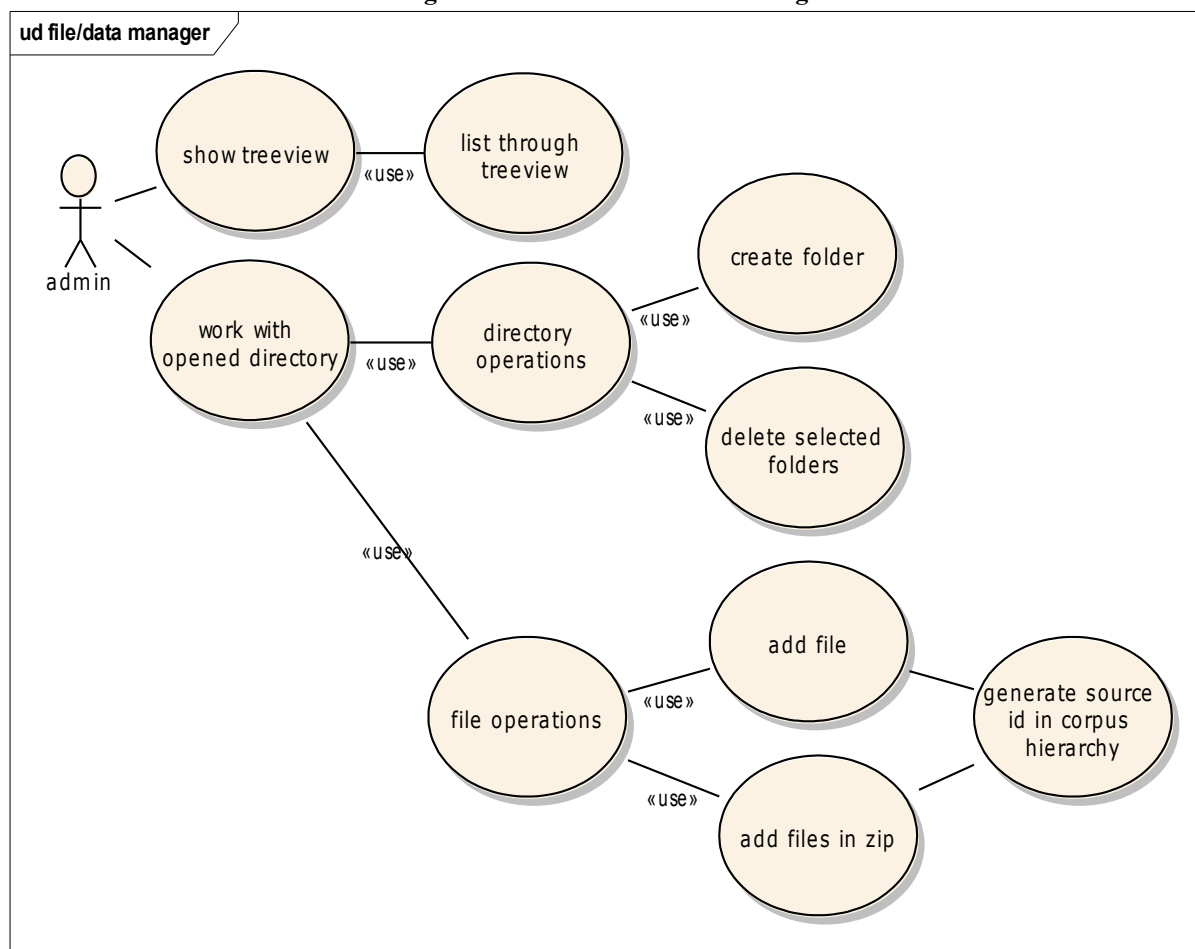 ud file/data manager
show treeview
«use»
list through
treeview
admin
work with
opened directory
«use»
directory
operations
«use»
create folder
«use»
delete selected
folders
«use»
file operations
«use»
add file
«use»
add files in zip
generate source
id in corpus
hierarchy